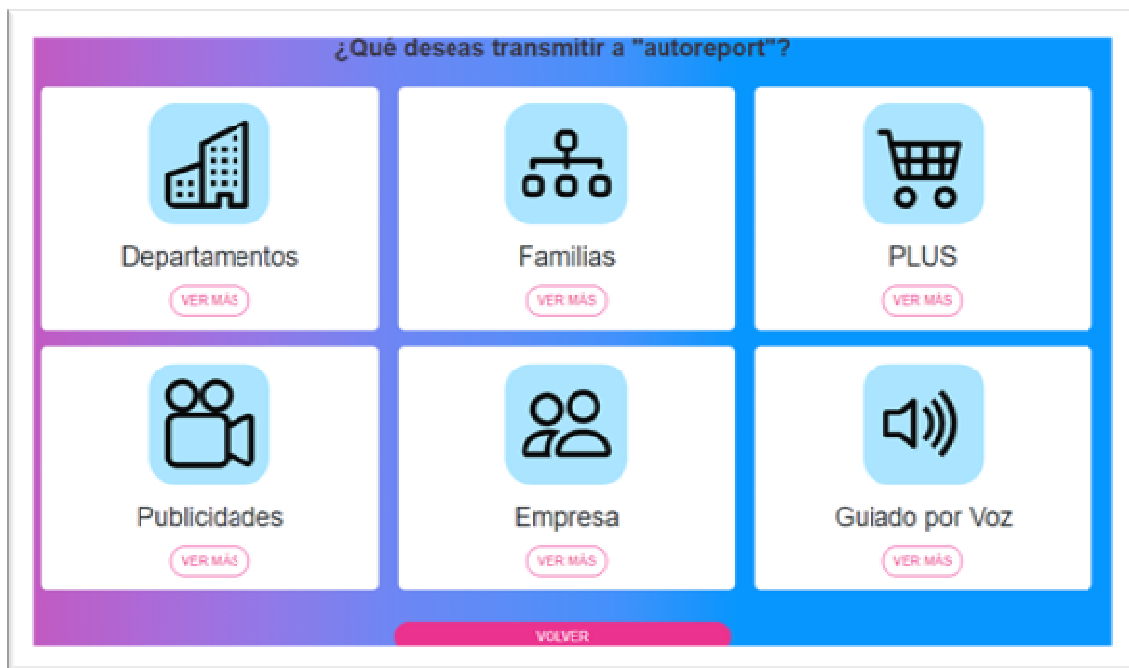 ¿Qué deseas transmitir a "autoreport"?
Departamentos
VER MÁS
Familias
VER MÁS
PLUS
VER MÁS
Publicidades
VER MÁS
Empresa
VER MÁS
Guiado por Voz
VER MÁS
VOLVER